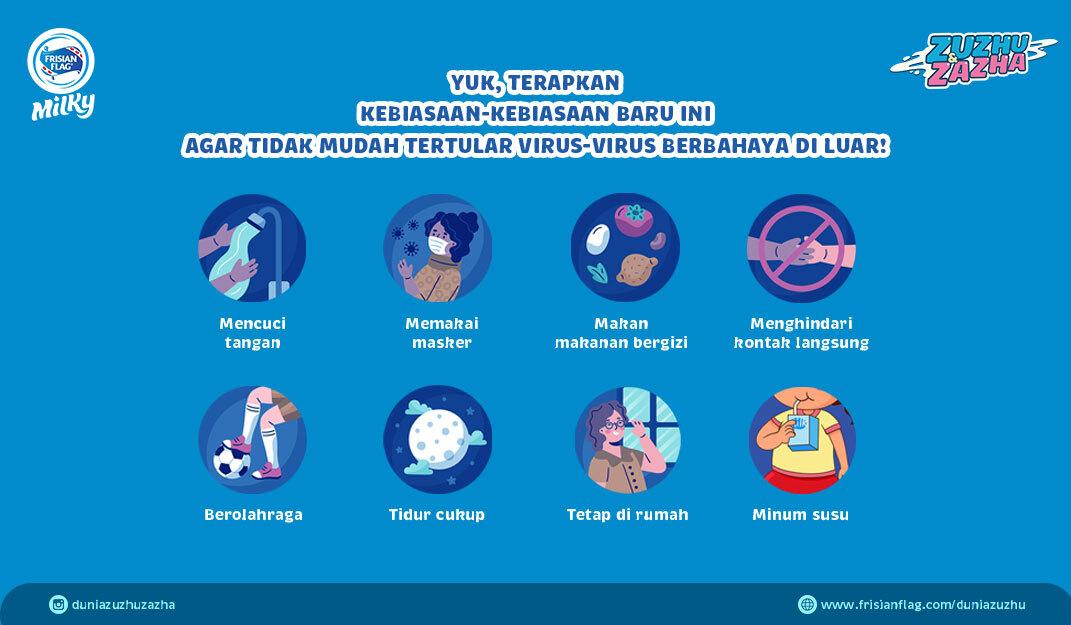 FRISIAN
FLAG
MilKy
ZUZHU
& ZAZHA
YUK, TERAPKAN
KEBIASAAN-KEBIASAAN BARU INI
AGAR TIDAK MUDAH TERTULAR VIRUS-VIRUS BERBAHAYA DI LUAR!
Mencuci
tangan
Memakai
masker
Makan
makanan bergizi
Menghindari
kontak langsung
Berolahraga
Tidur cukup
Tetap di rumah
Minum susu
duniazuzhuzazha
www.frisianflag.com/duniazuzhu